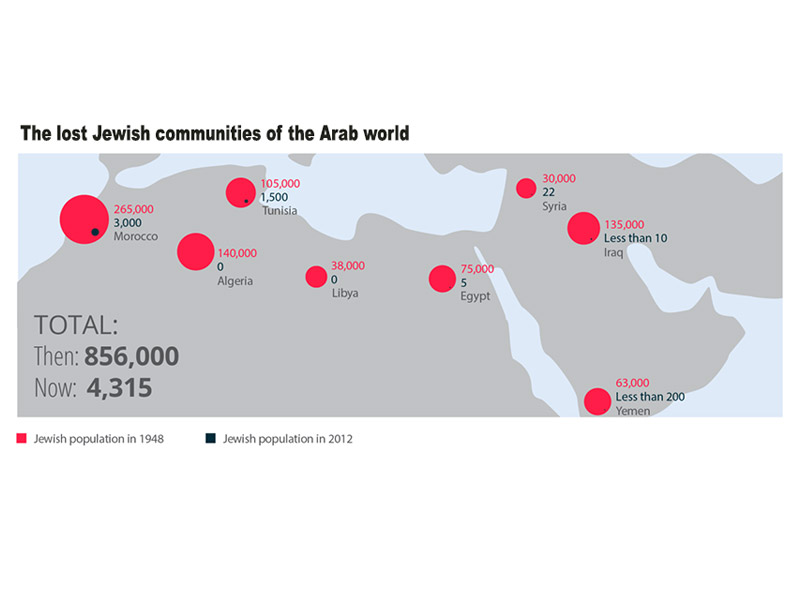 The lost Jewish communities of the Arab world
265,000
3,000
Morocco
105,000
1,500
Tunisia
140,000
0
Algeria
38,000
0
Libya
75,000
5
Egypt
30,000
22
Syria
135,000
Less than 10
Iraq
63,000
Less than 200
Yemen
TOTAL:
Then: 856,000
Now: 4,315
Jewish population in 1948
Jewish population in 2012